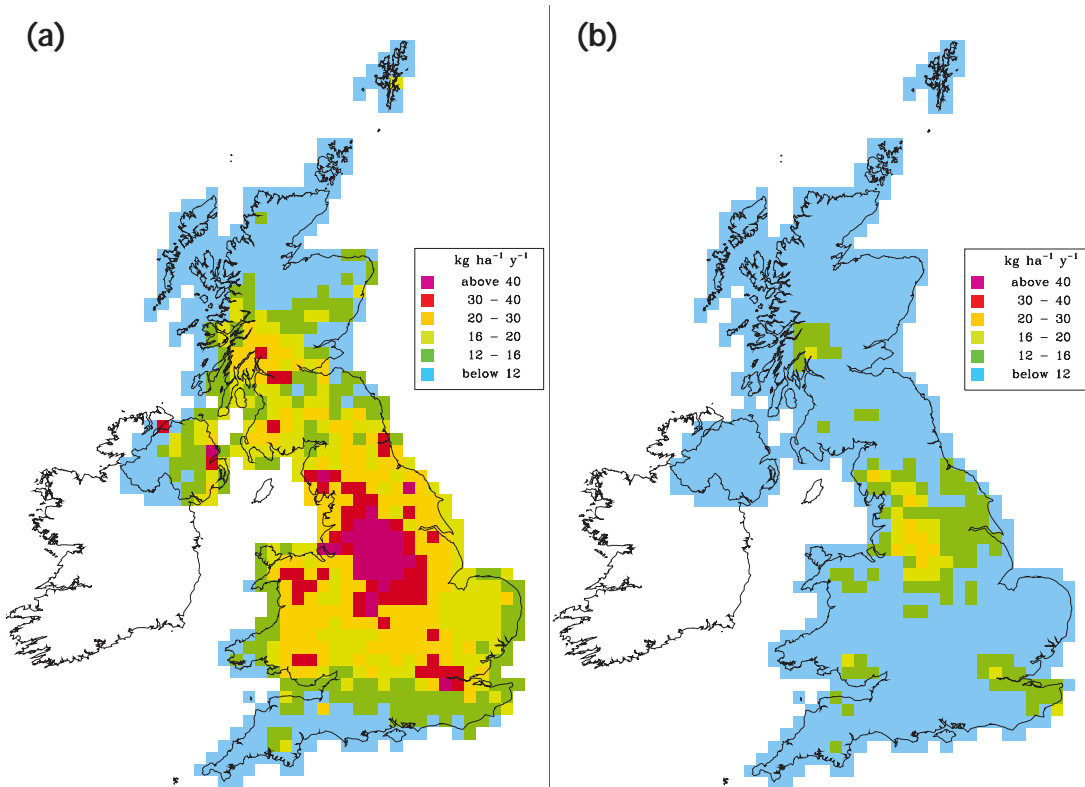 (a)
kg ha⁻¹ y⁻¹
above 40
30 – 40
20 – 30
16 – 20
12 – 16
below 12
(b)
kg ha⁻¹ y⁻¹
above 40
30 – 40
20 – 30
16 – 20
12 – 16
below 12